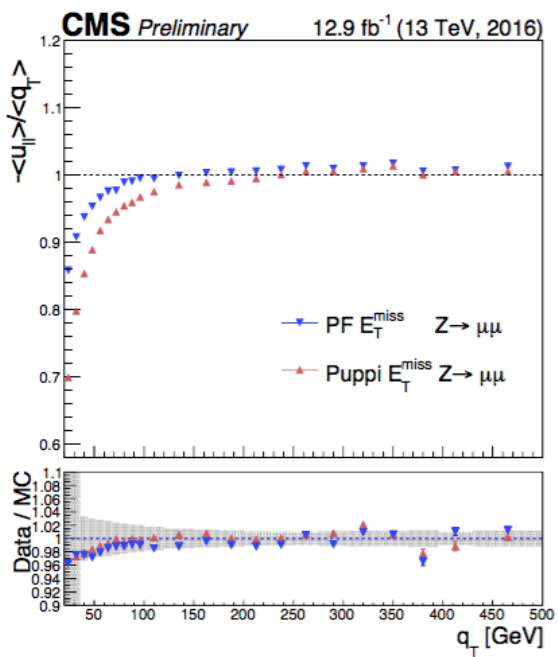 CMS Preliminary 12.9 fb⁻¹ (13 TeV, 2016)
-<u_||>/<q_T>
1.2
1.1
1
0.9
0.8
0.7
0.6
PF E_T^miss Z→ μμ
Puppi E_T^miss Z→ μμ
Data / MC
1.1
1.08
1.06
1.04
1.02
1
0.98
0.96
0.94
0.92
0.9
50 100 150 200 250 300 350 400 450 500
q_T [GeV]